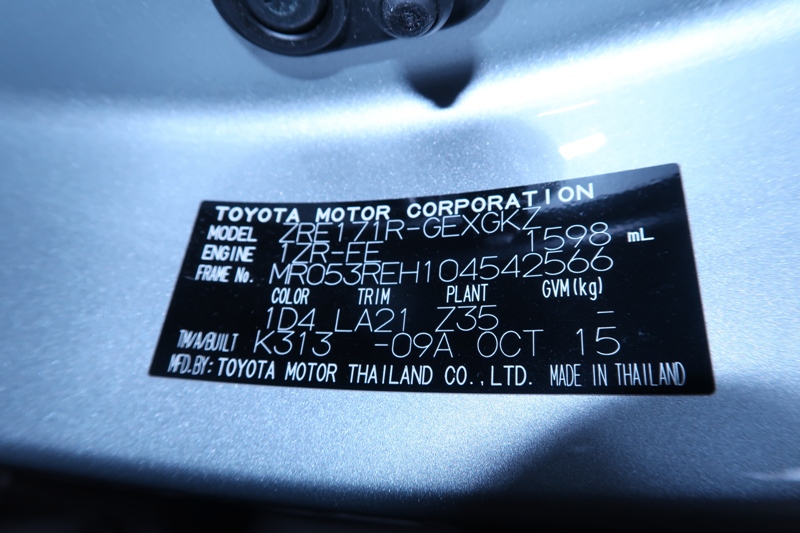 TOYOTA MOTOR CORPORATION
MODEL ZRE171R-GEXGKZ
ENGINE 1ZR-FE 1598 mL
FRAME No. MR053REH104542566
COLOR TRIM PLANT GVM(kg)
1D4 LA21 Z35 –
TM/A/BUILT K313 -09A OCT 15
MFD.BY: TOYOTA MOTOR THAILAND CO.,LTD. MADE IN THAILAND